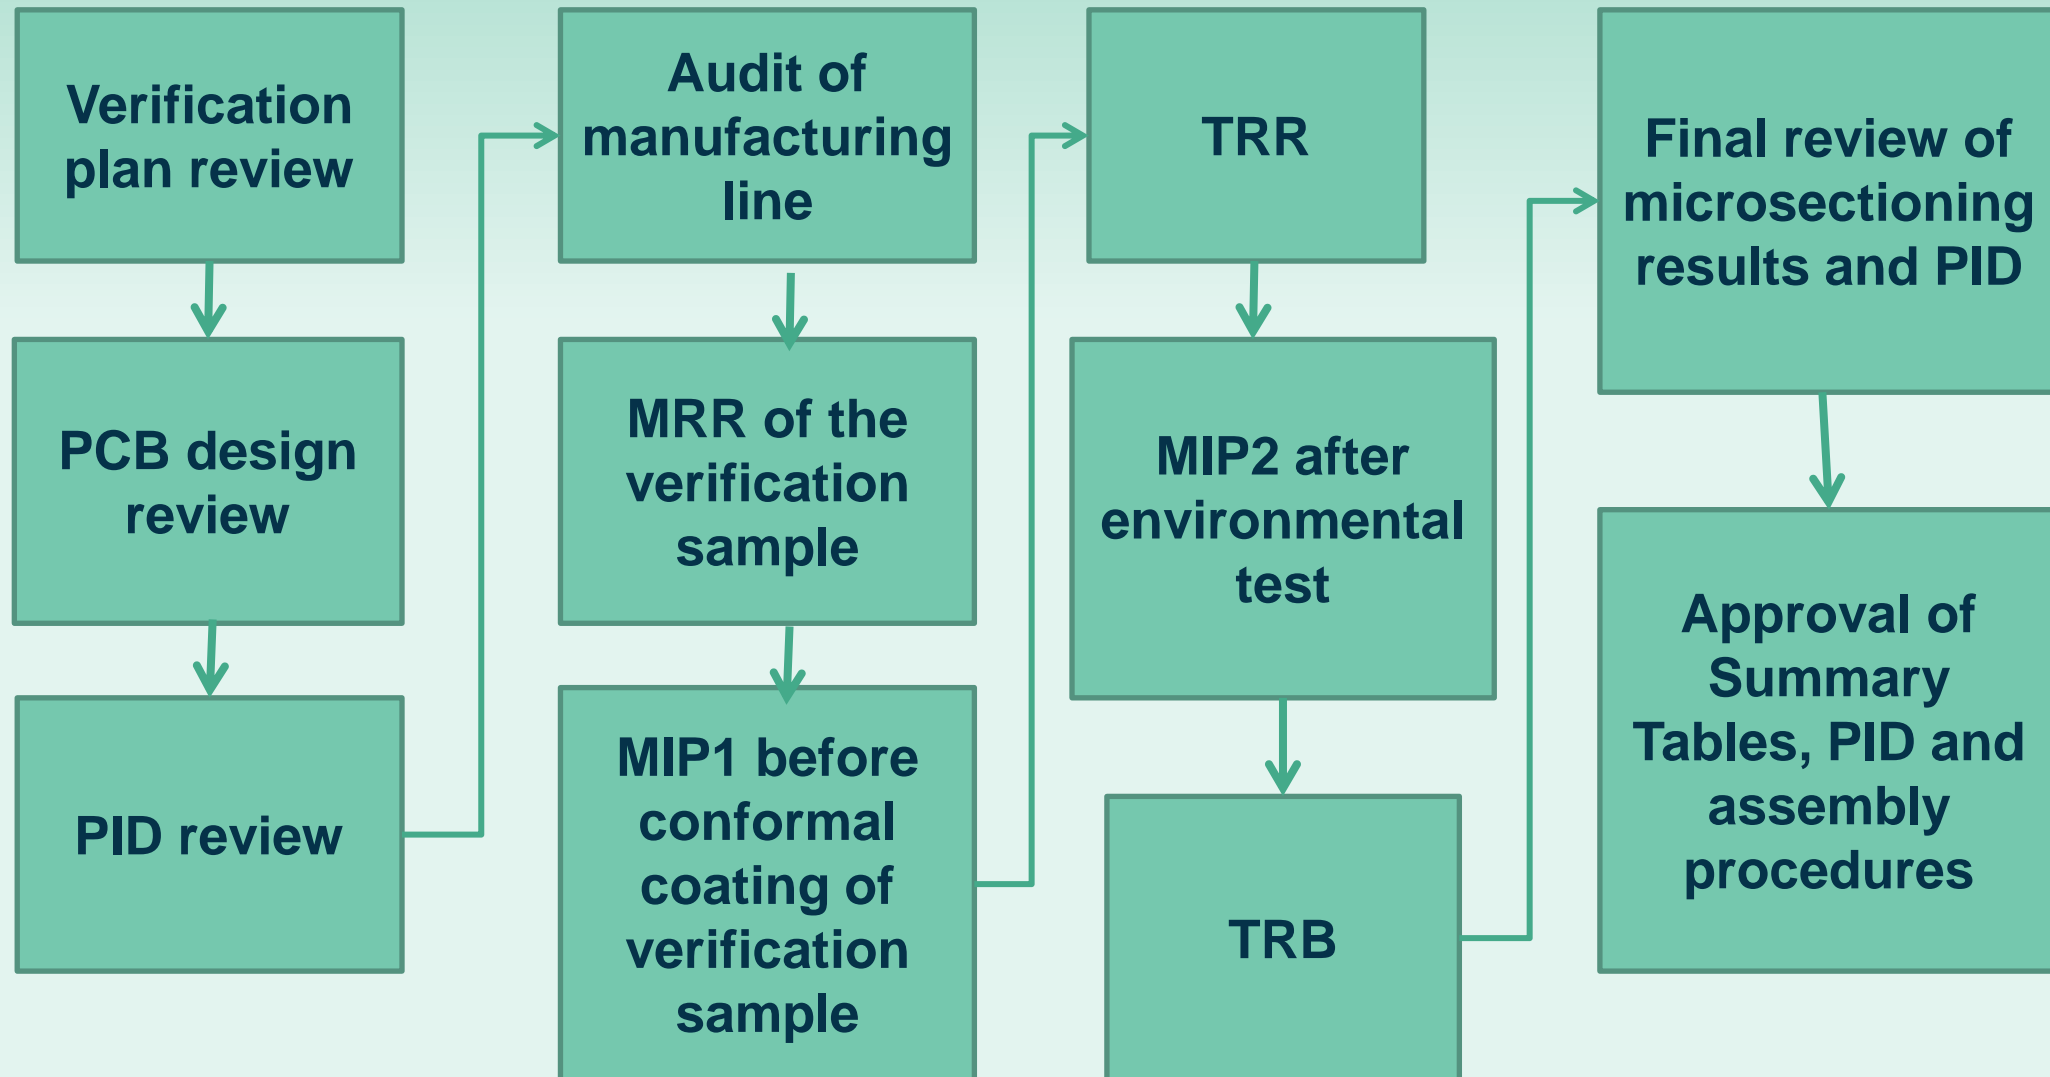 Verification
plan review
PCB design
review
PID review
Audit of
manufacturing
line
MRR of the
verification
sample
MIP1 before
conformal
coating of
verification
sample
TRR
MIP2 after
environmental
test
TRB
Final review of
microsectioning
results and PID
Approval of
Summary
Tables, PID and
assembly
procedures